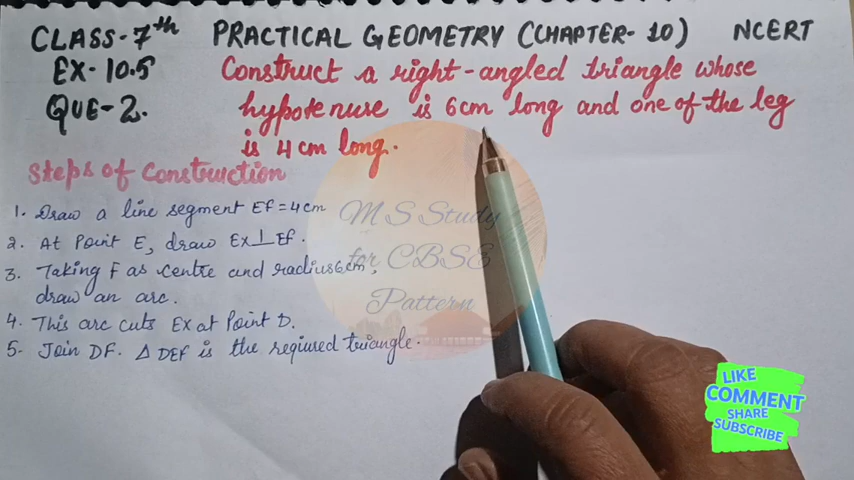 CLASS-7th PRACTICAL GEOMETRY (CHAPTER-10) NCERT
EX-10.5 Construct a right-angled triangle whose
QUE-2. hypotenuse is 6cm long and one of the leg
is 4cm long.
Steps of Construction
1. Draw a line segment EF=4cm
2. At Point E, draw EX⊥EF.
3. Taking F as centre and radius 6cm,
draw an arc.
4. This arc cuts EX at Point D.
5- Join DF. Δ DEF is the reqiured triangle.
M S Study
for CBSE
Pattern
LIKE
COMMENT
SHARE
SUBSCRIBE